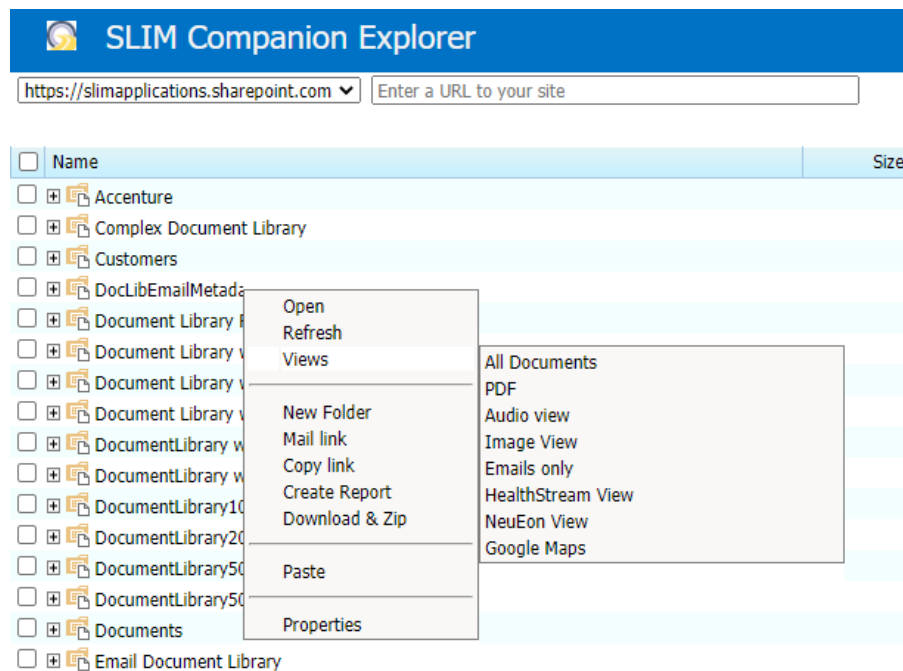 SLIM Companion Explorer
https://slimapplications.sharepoint.com
Enter a URL to your site
Name
Size
Accenture
Complex Document Library
Customers
DocLibEmailMetada
Document Library
Document Library
Document Library
Document Library
DocumentLibrary w
DocumentLibrary w
DocumentLibrary10
DocumentLibrary20
DocumentLibrary50
DocumentLibrary50
Documents
Email Document Library
Open
Refresh
Views
New Folder
Mail link
Copy link
Create Report
Download & Zip
Paste
Properties
All Documents
PDF
Audio view
Image View
Emails only
HealthStream View
NeuEon View
Google Maps